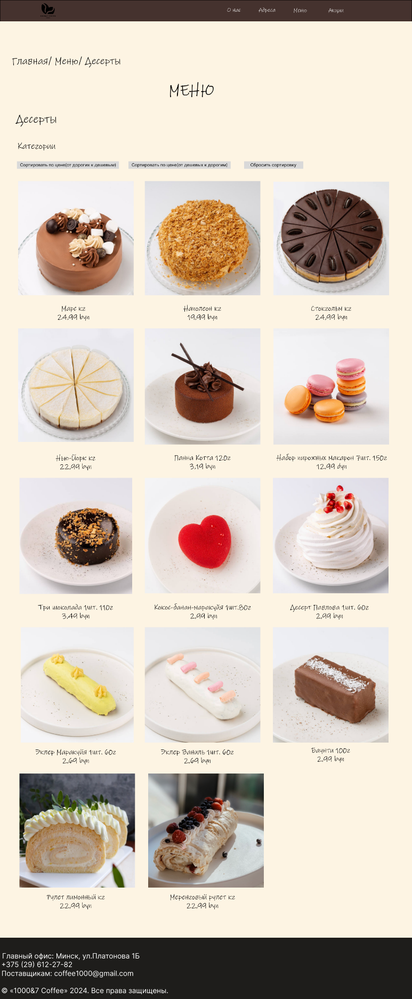 О нас Адреса Меню Акции
Главная/ Меню/ Десерты
МЕНЮ
Десерты
Категории
Сортировать по цене(от дорогих к дешевым) Сортировать по цене(от дешевых к дорогим) Сбросить сортировку
Марс кг
24,99 byn
Наполеон кг
19,99 byn
Стокгольм кг
24,99 byn
Нью-Йорк кг
22,99 byn
Панна Котта 120г
3,19 byn
Набор пирожных макарон 7шт. 150г
12,99 dyn
Три шоколада 1шт. 110г
3,49 byn
Кокос-банан-маракуйя 1шт.80г
2,99 byn
Десерт Павлова 1шт. 60г
2,99 byn
Эклер Маракуйя 1шт. 60г
2,69 byn
Эклер Ваниль 1шт. 60г
2,69 byn
Баунти 100г
2,99 byn
Рулет лимонный кг
22,99 byn
Меренговый рулет кг
22,99 byn
Главный офис: Минск, ул.Платонова 1Б
+375 (29) 612-27-82
Поставщикам: coffee1000@gmail.com
© «1000&7 Coffee» 2024. Все права защищены.